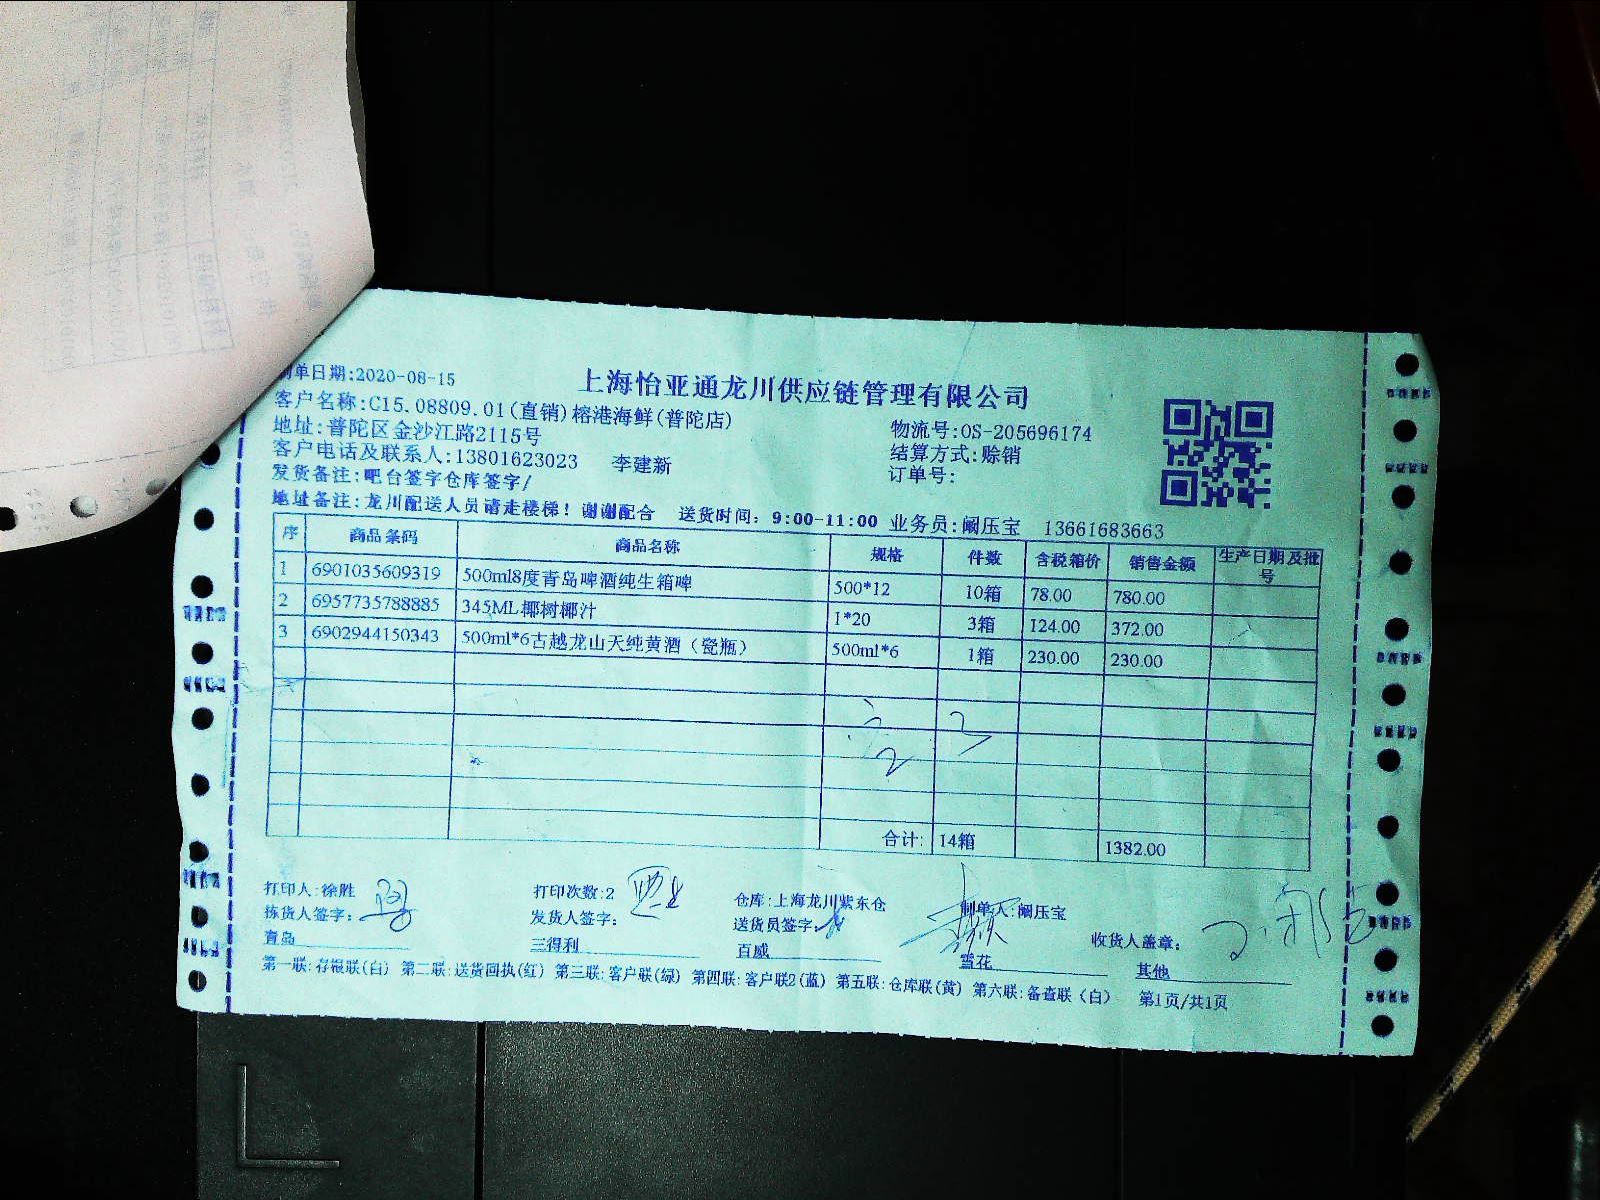 制单日期:2020-08-15
上海怡亚通龙川供应链管理有限公司
客户名称:C15.08809.01(直销)榕港海鲜(普陀店)
地址:普陀区金沙江路2115号 物流号:OS-205696174
客户电话及联系人:13801623023 李建新 结算方式:赊销
发货备注:吧台签字仓库签字/ 订单号:
地址备注:龙川配送人员请走楼梯！谢谢配合 送货时间：9:00-11:00 业务员:阚压宝 13661683663
序 商品条码 商品名称 规格 件数 含税箱价 销售金额 生产日期及批号
1 6901035609319 500ml8度青岛啤酒纯生箱啤 500*12 10箱 78.00 780.00
2 6957735788885 345ML椰树椰汁 1*20 3箱 124.00 372.00
3 6902944150343 500ml*6古越龙山天纯黄酒（瓷瓶） 500ml*6 1箱 230.00 230.00
合计: 14箱 1382.00
打印人:徐胜 打印次数:2 仓库:上海龙川紫东仓 制单人:阚压宝
拣货人签字: 发货人签字: 送货员签字: 收货人盖章:
青岛 三得利 百威 雪花 其他
第一联:存根联(白) 第二联:送货回执(红) 第三联:客户联(绿) 第四联:客户联2(蓝) 第五联:仓库联(黄) 第六联:备查联（白） 第1页/共1页